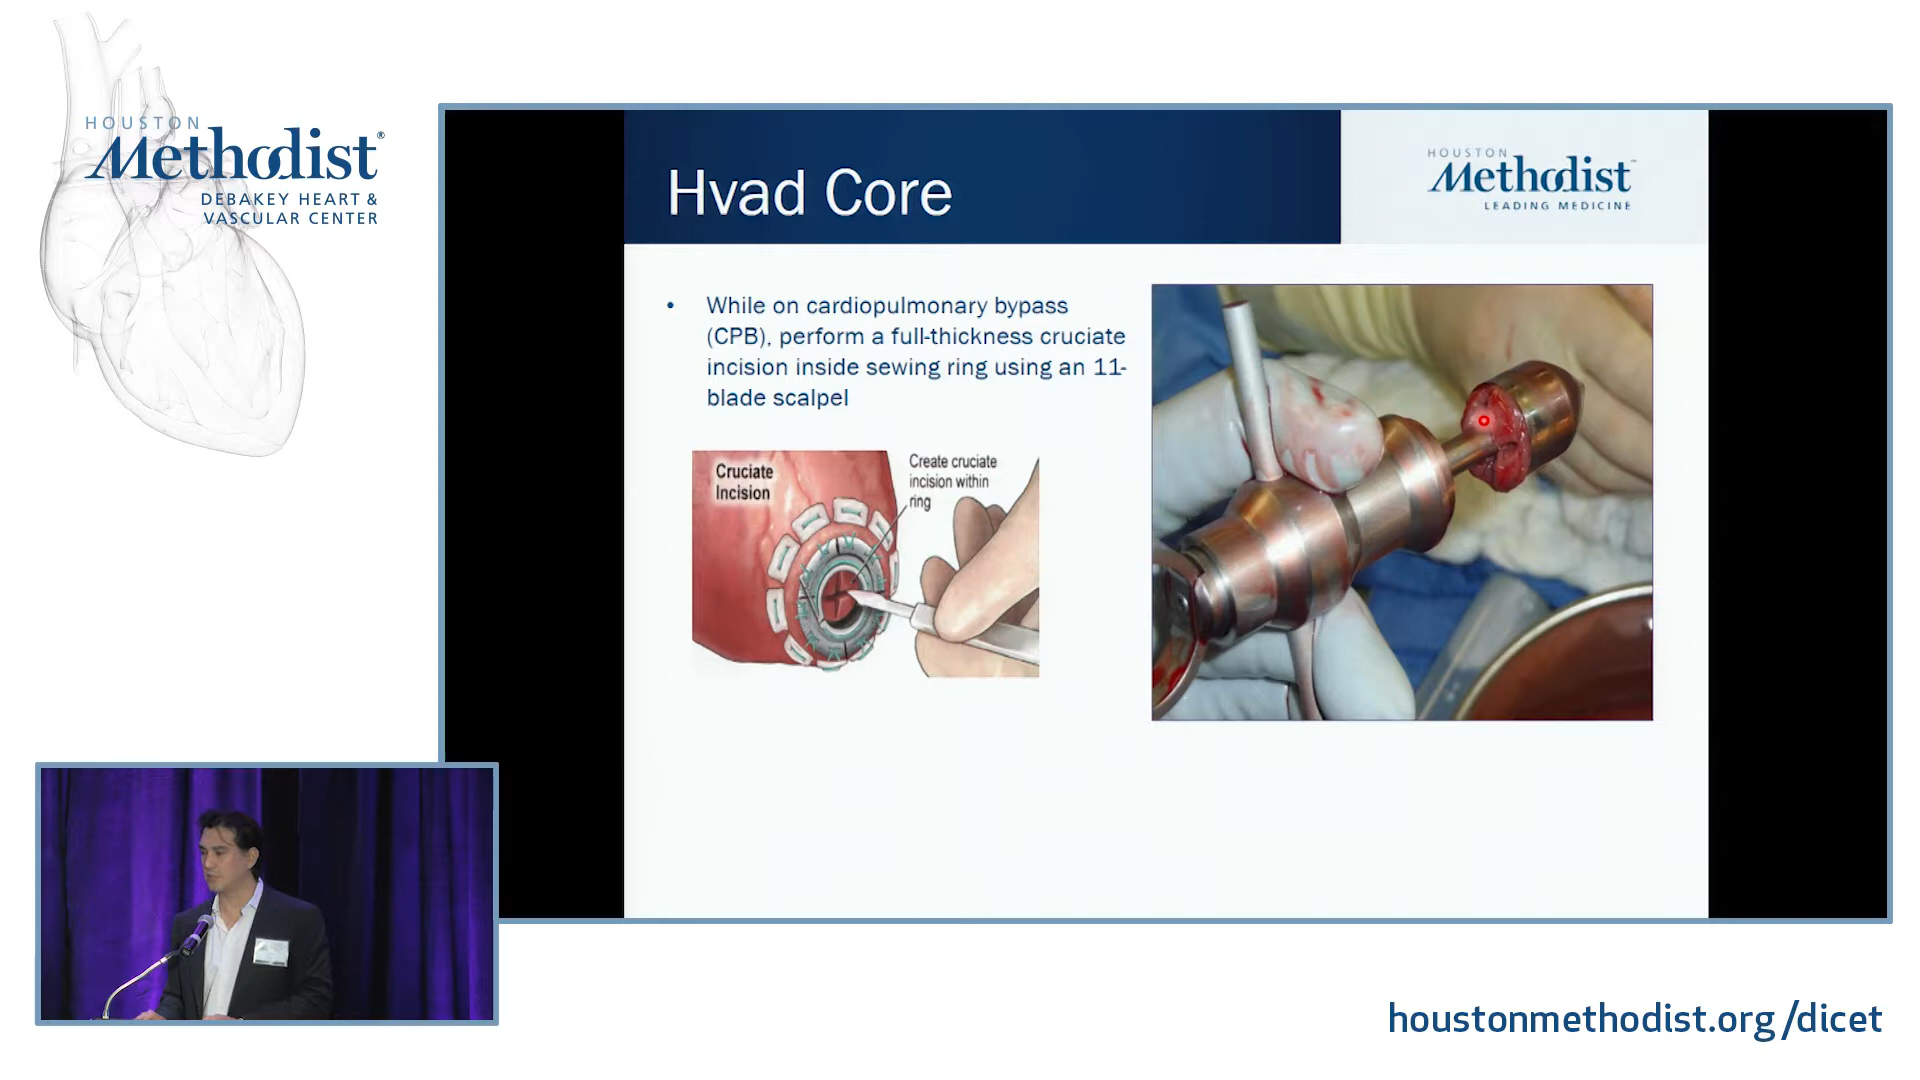 HOUSTON
Methodist®
DEBAKEY HEART &
VASCULAR CENTER
Hvad Core
HOUSTON
Methodist
LEADING MEDICINE
• While on cardiopulmonary bypass
(CPB), perform a full-thickness cruciate
incision inside sewing ring using an 11-
blade scalpel
Cruciate
Incision
Create cruciate
incision within
ring
houstonmethodist.org/dicet